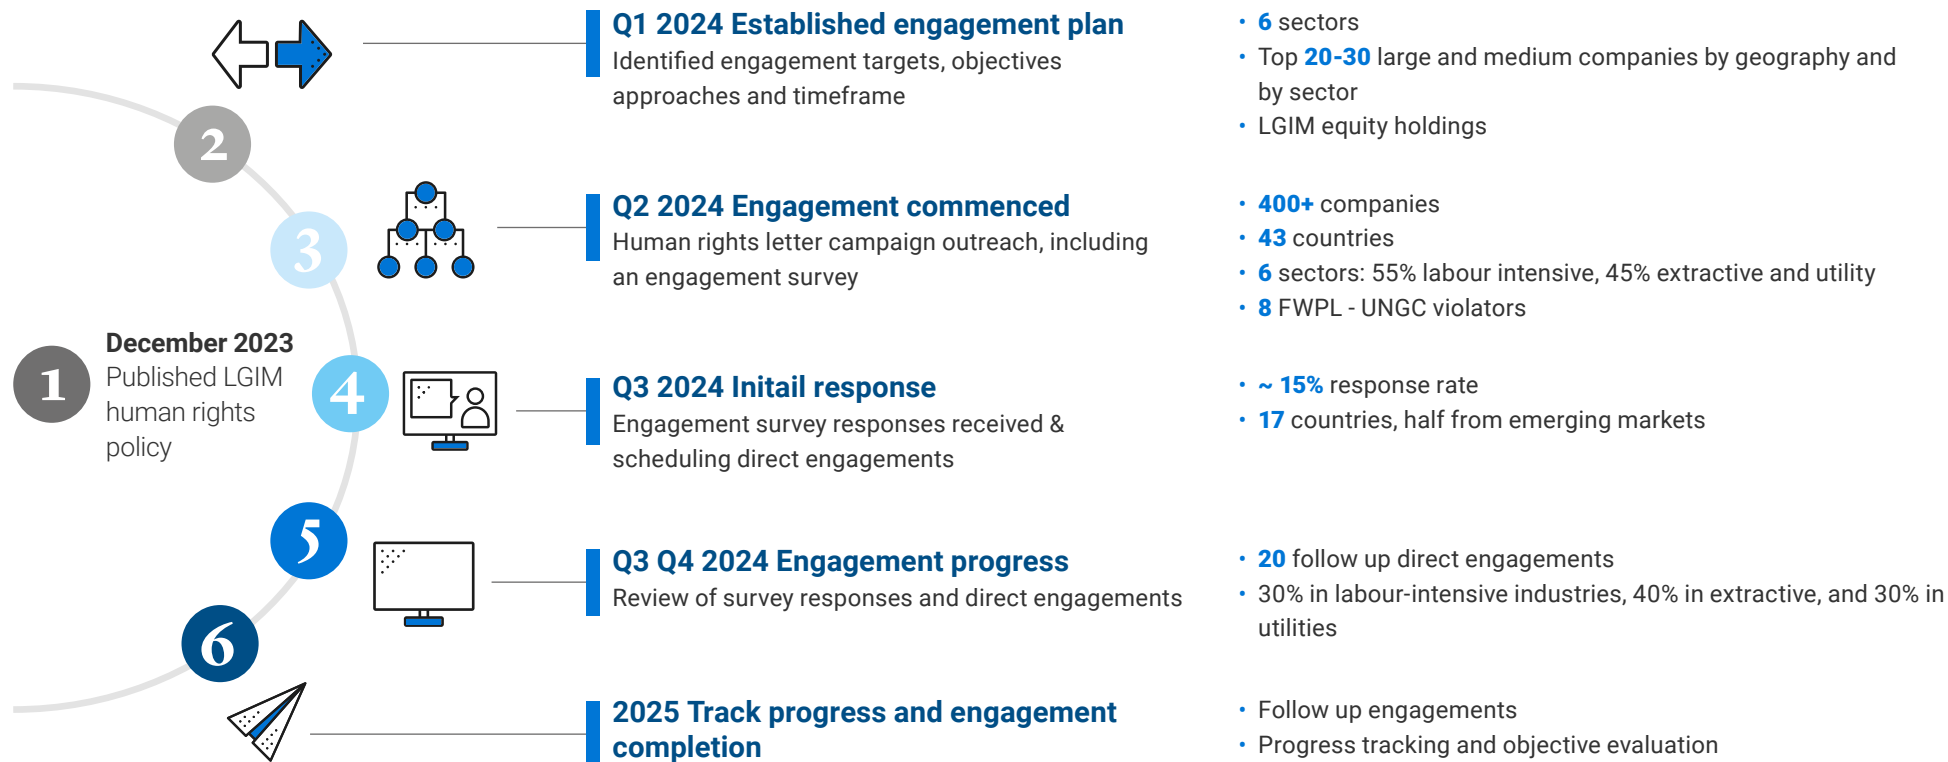 1
December 2023
Published LGIM
human rights
policy
2
Q1 2024 Established engagement plan
Identified engagement targets, objectives
approaches and timeframe
• 6 sectors
• Top 20-30 large and medium companies by geography and
by sector
• LGIM equity holdings
3
Q2 2024 Engagement commenced
Human rights letter campaign outreach, including
an engagement survey
• 400+ companies
• 43 countries
• 6 sectors: 55% labour intensive, 45% extractive and utility
• 8 FWPL - UNGC violators
4
Q3 2024 Initail response
Engagement survey responses received &
scheduling direct engagements
• ~ 15% response rate
• 17 countries, half from emerging markets
5
Q3 Q4 2024 Engagement progress
Review of survey responses and direct engagements
• 20 follow up direct engagements
• 30% in labour-intensive industries, 40% in extractive, and 30% in
utilities
6
2025 Track progress and engagement
completion
• Follow up engagements
• Progress tracking and objective evaluation